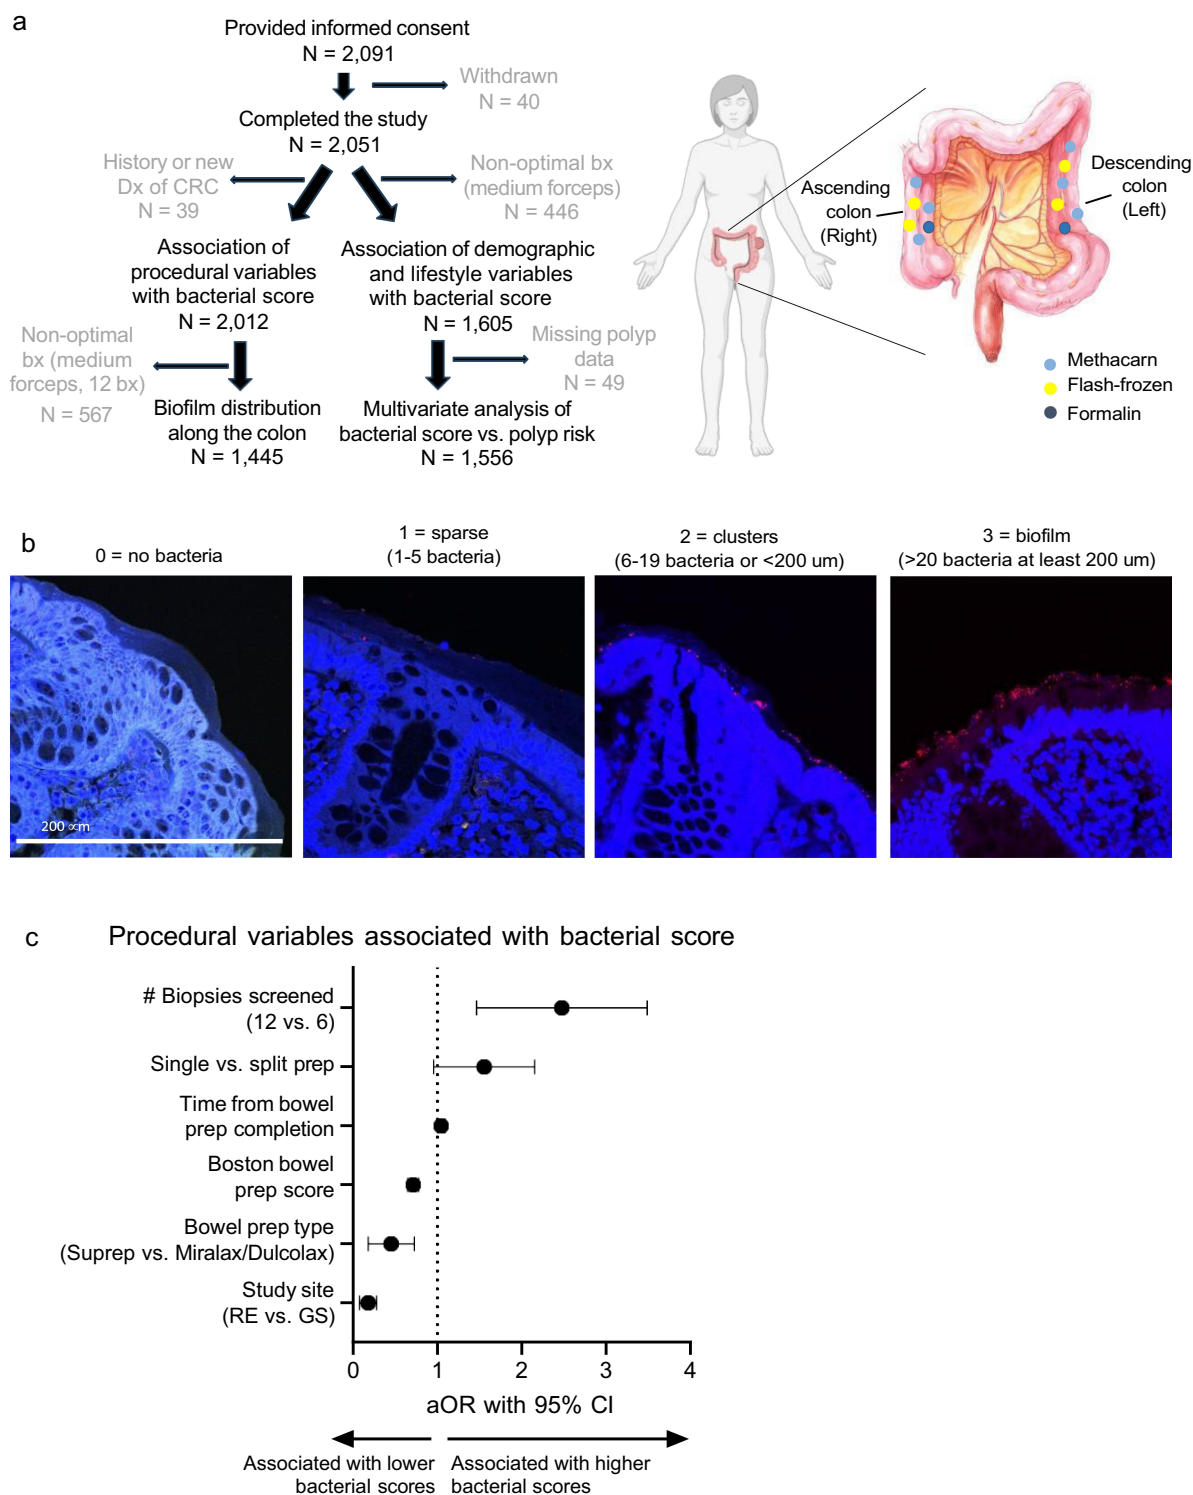 a
Provided informed consent
N = 2,091
Withdrawn
N = 40
Completed the study
N = 2,051
History or new
Dx of CRC
N = 39
Non-optimal bx
(medium forceps)
N = 446
Association of
procedural variables
with bacterial score
N = 2,012
Association of demographic
and lifestyle variables
with bacterial score
N = 1,605
Non-optimal
bx (medium
forceps, 12 bx)
N = 567
Missing polyp
data
N = 49
Biofilm distribution
along the colon
N = 1,445
Multivariate analysis of
bacterial score vs. polyp risk
N = 1,556
Ascending
colon
(Right)
Descending
colon
(Left)
Methacarn
Flash-frozen
Formalin
b
0 = no bacteria
1 = sparse
(1-5 bacteria)
2 = clusters
(6-19 bacteria or <200 um)
3 = biofilm
(>20 bacteria at least 200 um)
200 ∝m
c
Procedural variables associated with bacterial score
# Biopsies screened
(12 vs. 6)
Single vs. split prep
Time from bowel
prep completion
Boston bowel
prep score
Bowel prep type
(Suprep vs. Miralax/Dulcolax)
Study site
(RE vs. GS)
0 1 2 3 4
aOR with 95% CI
Associated with lower
bacterial scores
Associated with higher
bacterial scores